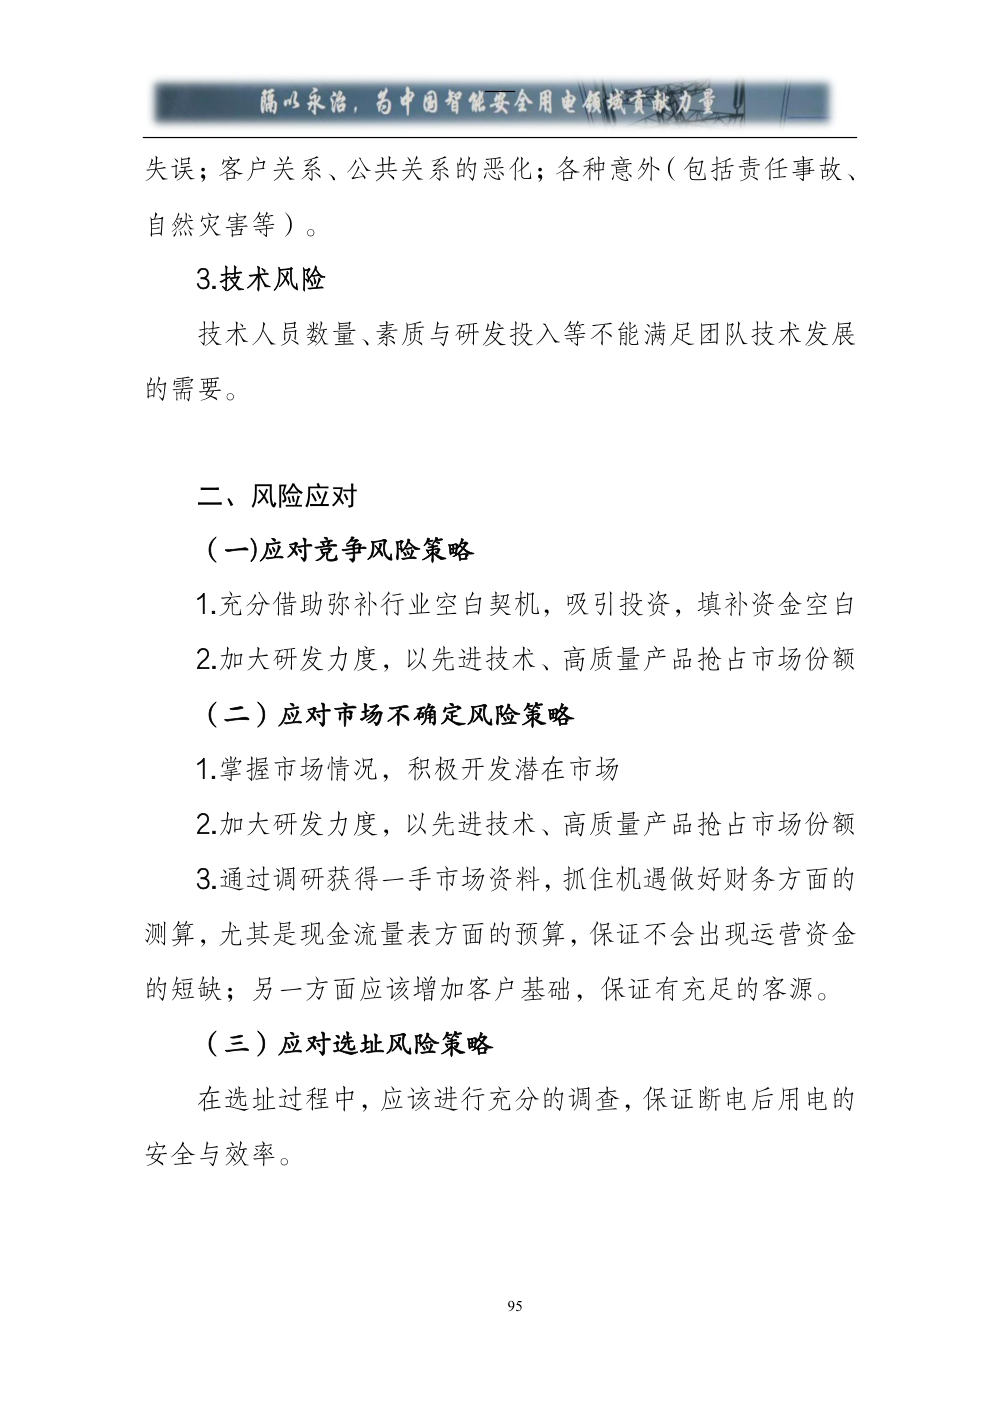 隔以永治，为中国智能安全用电领域贡献力量
失误；客户关系、公共关系的恶化；各种意外（包括责任事故、
自然灾害等）。
3.技术风险
技术人员数量、素质与研发投入等不能满足团队技术发展
的需要。
二、风险应对
（一)应对竞争风险策略
1.充分借助弥补行业空白契机，吸引投资，填补资金空白
2.加大研发力度，以先进技术、高质量产品抢占市场份额
（二）应对市场不确定风险策略
1.掌握市场情况，积极开发潜在市场
2.加大研发力度，以先进技术、高质量产品抢占市场份额
3.通过调研获得一手市场资料，抓住机遇做好财务方面的
测算，尤其是现金流量表方面的预算，保证不会出现运营资金
的短缺；另一方面应该增加客户基础，保证有充足的客源。
（三）应对选址风险策略
在选址过程中，应该进行充分的调查，保证断电后用电的
安全与效率。
95